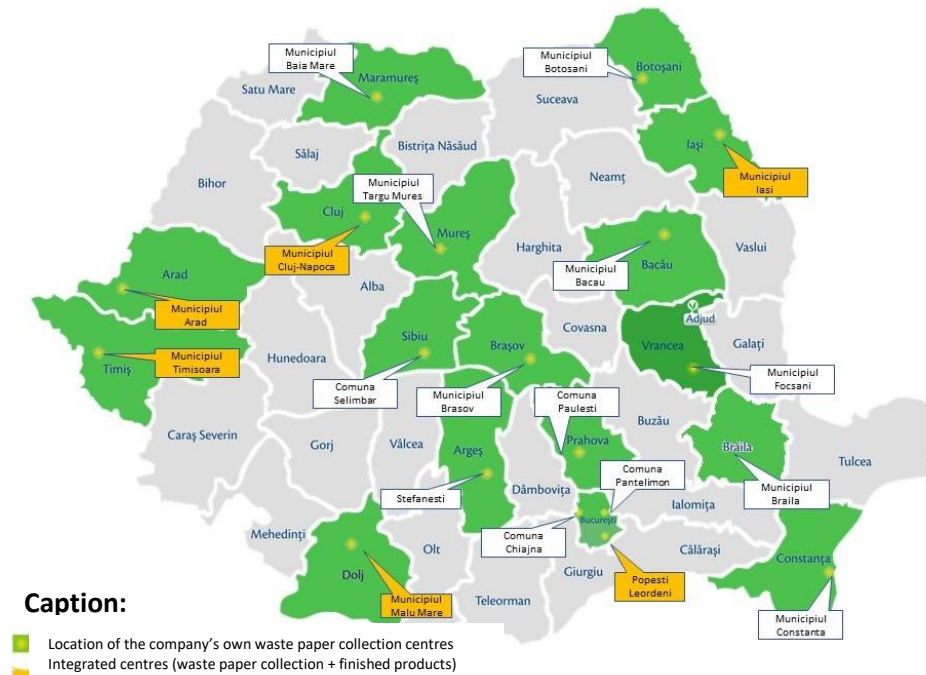 Municipiul
Baia Mare
Maramureş
Satu Mare
Municipiul
Botosani
Botoşani
Suceava
Iaşi
Municipiul
Iasi
Sălaj
Bistriţa Năsăud
Bihor
Cluj
Municipiul
Targu Mures
Mureş
Neamţ
Municipiul
Cluj-Napoca
Harghita
Municipiul
Bacau
Bacău
Vaslui
Arad
Municipiul
Arad
Alba
Timiş
Municipiul
Timisoara
Hunedoara
Sibiu
Braşov
Covasna
Adjud
Vrancea
Galaţi
Comuna
Selimbar
Municipiul
Brasov
Comuna
Paulesti
Municipiul
Focsani
Caraş Severin
Gorj
Vâlcea
Argeş
Prahova
Buzău
Brăila
Tulcea
Stefanesti
Dâmboviţa
Comuna
Pantelimon
Municipiul
Braila
Mehedinţi
Olt
Comuna
Chiajna
Bucureşti
Ialomiţa
Dolj
Municipiul
Malu Mare
Teleorman
Giurgiu
Popesti
Leordeni
Călăraşi
Constanţa
Municipiul
Constanta
Caption:
Location of the company's own waste paper collection centres
Integrated centres (waste paper collection + finished products)